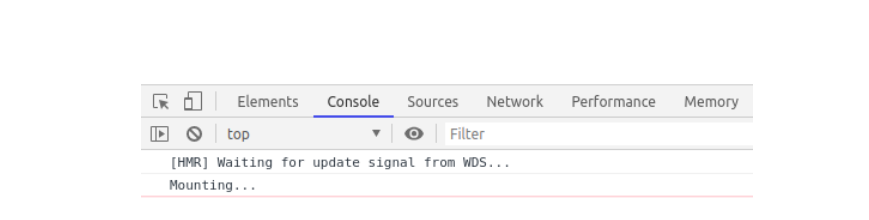 Elements Console Sources Network Performance Memory
top Filter
[HMR] Waiting for update signal from WDS...
Mounting...